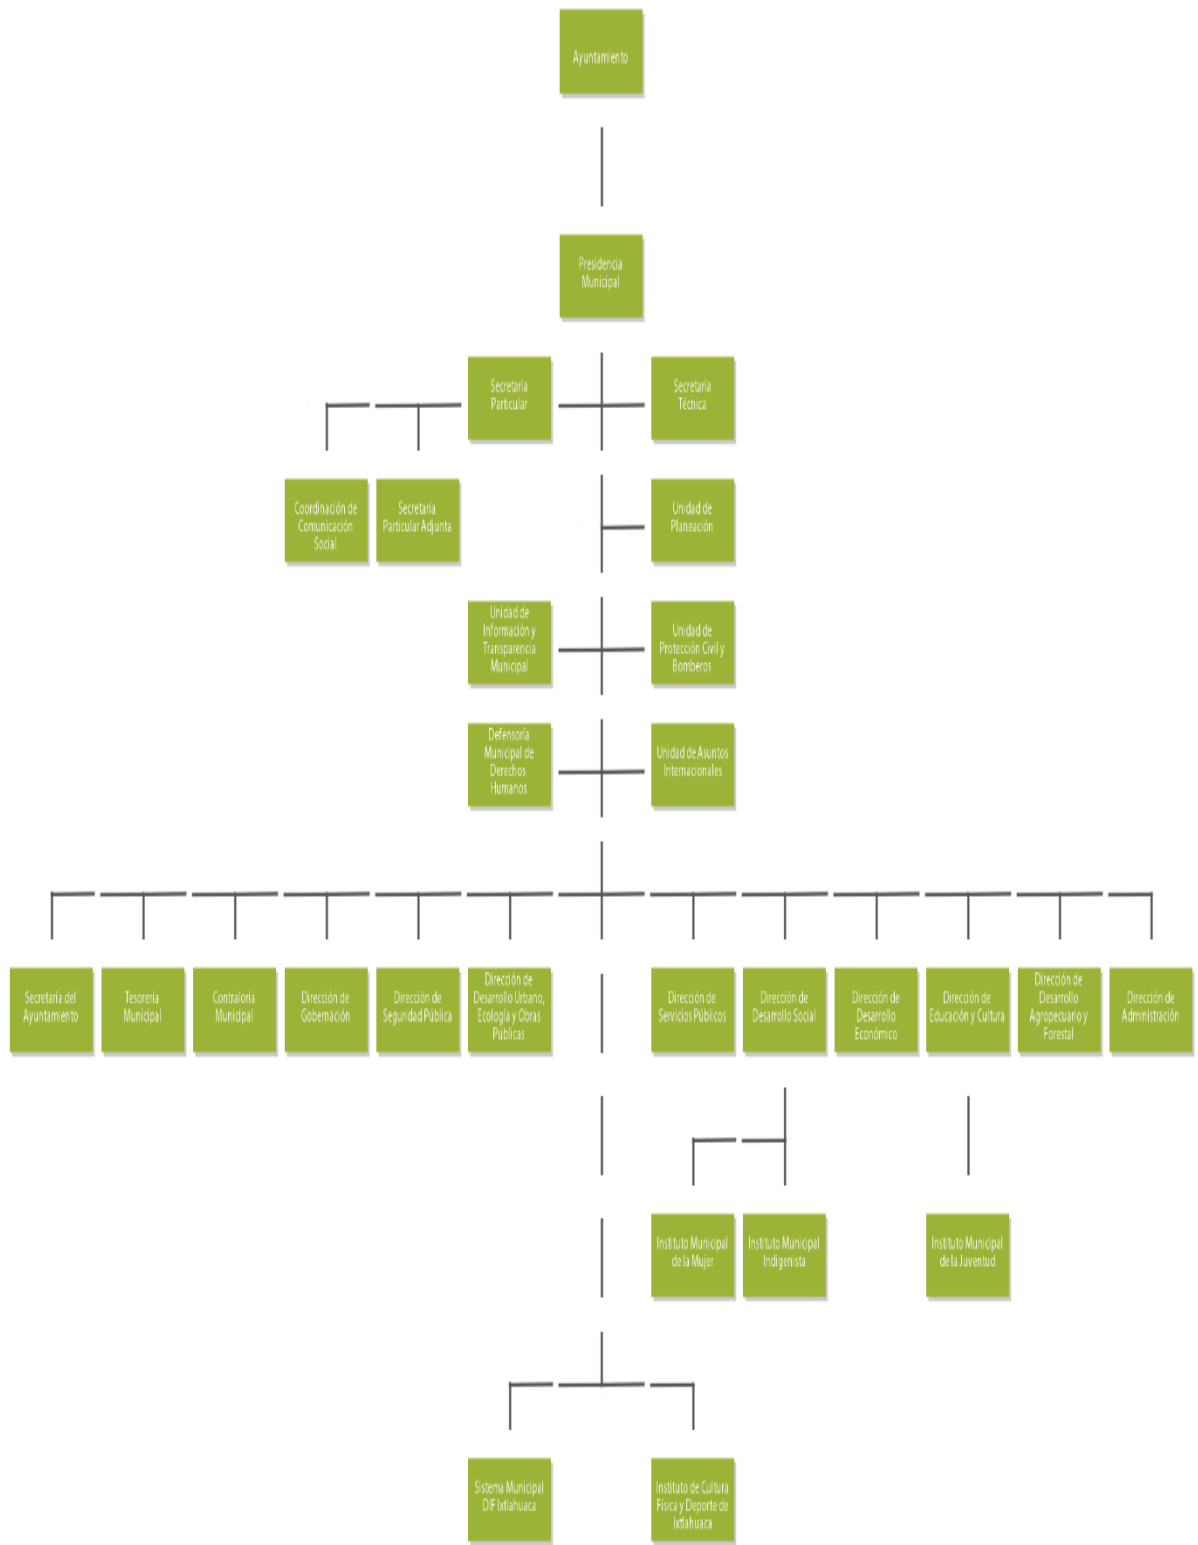 Ayuntamiento
Presidencia
Municipal
Secretaría
Particular
Secretaría
Técnica
Coordinación de
Comunicación
Social
Secretaría
Particular Adjunta
Unidad de
Planeación
Unidad de
Información y
Transparencia
Municipal
Unidad de
Protección Civil y
Bomberos
Defensoría
Municipal de
Derechos
Humanos
Unidad de Asuntos
Internacionales
Secretaría del
Ayuntamiento
Tesorería
Municipal
Contraloría
Municipal
Dirección de
Gobernación
Dirección de
Seguridad Pública
Dirección de
Desarrollo Urbano,
Ecología y Obras
Públicas
Dirección de
Servicios Públicos
Dirección de
Desarrollo Social
Dirección de
Desarrollo
Económico
Dirección de
Educación y Cultura
Dirección de
Desarrollo
Agropecuario y
Forestal
Dirección de
Administración
Instituto Municipal
de la Mujer
Instituto Municipal
Indigenista
Instituto Municipal
de la Juventud
Sistema Municipal
DIF Ixtlahuaca
Instituto de Cultura
Física y Deporte de
Ixtlahuaca